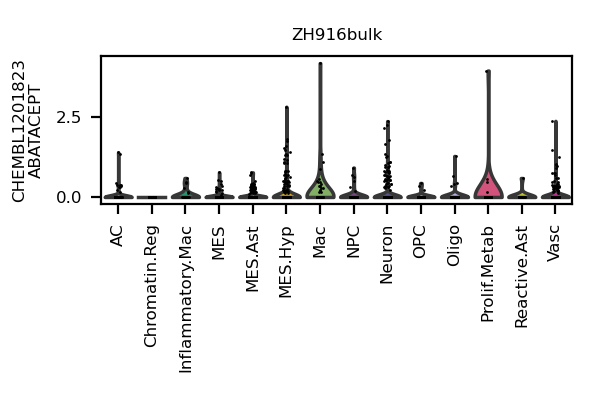 ZH916bulk
CHEMBL1201823
ABATACEPT
2.5
0.0
AC
Chromatin.Reg
Inflammatory.Mac
MES
MES.Ast
MES.Hyp
Mac
NPC
Neuron
OPC
Oligo
Prolif.Metab
Reactive.Ast
Vasc